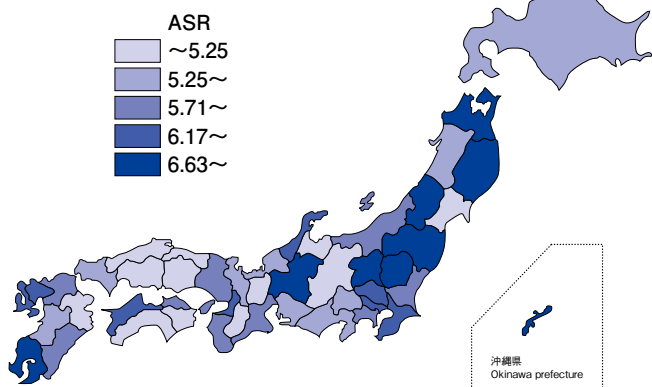 ASR
～5.25
5.25～
5.71～
6.17～
6.63～
沖縄県
Okinawa prefecture